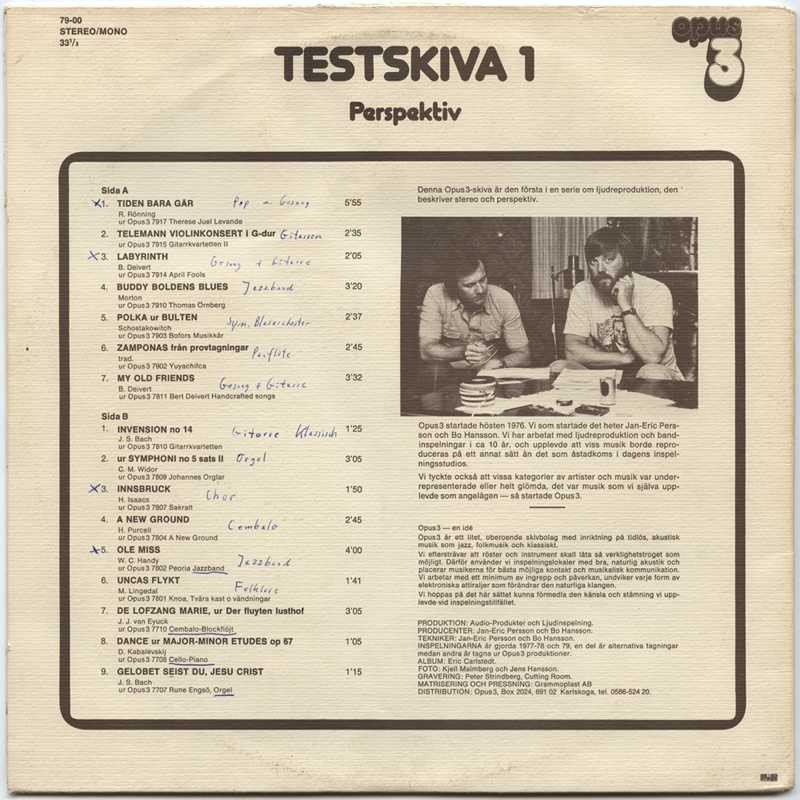 79-00
STEREO/MONO
33 1/3
opus 3
TESTSKIVA 1
Perspektiv
Sida A
x1. TIDEN BARA GÅR Pop m. Gesang 5'55
R. Rönning
ur Opus 3 7917 Therese Juel Levande
2. TELEMANN VIOLINKONSERT i G-dur Gitarren 2'35
ur Opus 3 7915 Gitarrkvartetten II
x3. LABYRINTH Gesang + Gitarre 2'05
B. Deivert
ur Opus 3 7914 April Fools
4. BUDDY BOLDENS BLUES Jazzband 3'20
Morton
ur Opus 3 7910 Thomas Örnberg
5. POLKA ur BULTEN Sym. Blasorchester 2'37
Schostakowitch
ur Opus 3 7903 Bofors Musikkår
6. ZAMPONAS från provtagningar Panflöte 2'45
trad.
ur Opus 3 7902 Yuyachifca
7. MY OLD FRIENDS Gesang + Gitarre 3'32
B. Deivert
ur Opus 3 7811 Bert Deivert Handcrafted songs
Sida B
1. INVENSION no 14 Gitarre Klassisch 1'25
J. S. Bach
ur Opus 3 7810 Gitarrkvartetten
2. ur SYMPHONI no 5 sats II Orgel 3'05
C. M. Widor
ur Opus 3 7809 Johannes Orglar
x3. INNSBRUCK Chor 1'50
H. Isaacs
ur Opus 3 7807 Sakralt
4. A NEW GROUND Cembalo 2'45
H. Purcell
ur Opus 3 7804 A New Ground
x5. OLE MISS Jazzband 4'00
W. C. Handy
ur Opus 3 7802 Peoria Jazzband
6. UNCAS FLYKT Folklore 1'41
M. Lingedal
ur Opus 3 7801 Knoa, Tvära kast o vändningar
7. DE LOFZANG MARIE, ur Der fluyten lusthof 3'05
J. J. van Eyuck
ur Opus 3 7710 Cembalo-Blockflöjt
8. DANCE ur MAJOR-MINOR ETUDES op 67 1'05
D. Kabalevskij
ur Opus 3 7708 Cello-Piano
9. GELOBET SEIST DU, JESU CRIST 1'15
J. S. Bach
ur Opus 3 7707 Rune Engsö, Orgel
Denna Opus 3-skiva är den första i en serie om ljudreproduktion, den
beskriver stereo och perspektiv.
Opus 3 startade hösten 1976. Vi som startade det heter Jan-Eric Pers-
son och Bo Hansson. Vi har arbetat med ljudreproduktion och band-
inspelningar i ca 10 år, och upplevde att viss musik borde repro-
duceras på ett annat sätt än det som åstadkoms i dagens inspel-
ningsstudios.
Vi tyckte också att vissa kategorier av artister och musik var under-
representerade eller helt glömda, det var musik som vi själva upp-
levde som angelägen — så startade Opus 3.
Opus 3 — en idé
Opus 3 är ett litet, oberoende skivbolag med inriktning på tidlös, akustisk
musik som jazz, folkmusik och klassiskt.
Vi eftersträvar att röster och instrument skall låta så verklighetstroget som
möjligt. Därför använder vi inspelningslokaler med bra, naturlig akustik och
placerar musikerna för bästa möjliga kontakt och musikalisk kommunikation.
Vi arbetar med ett minimum av ingrepp och påverkan, undviker varje form av
elektroniska attiraljer som förändrar den naturliga klangen.
Vi hoppas på det här sättet kunna förmedla den känsla och stämning vi upp-
levde vid inspelningstillfället.
PRODUKTION: Audio-Produkter och Ljudinspelning.
PRODUCENTER: Jan-Eric Persson och Bo Hansson.
TEKNIKER: Jan-Eric Persson och Bo Hansson.
INSPELNINGARNA är gjorda 1977-78 och 79, en del är alternativa tagningar
medan andra är tagna ur Opus 3 produktioner.
ALBUM: Eric Carlstedt.
FOTO: Kjell Malmberg och Jens Hansson.
GRAVERING: Peter Strindberg, Cutting Room.
MATRISERING OCH PRESSNING: Grammoplast AB
DISTRIBUTION: Opus 3, Box 2024, 691 02 Karlskoga, tel. 0586-524 20.